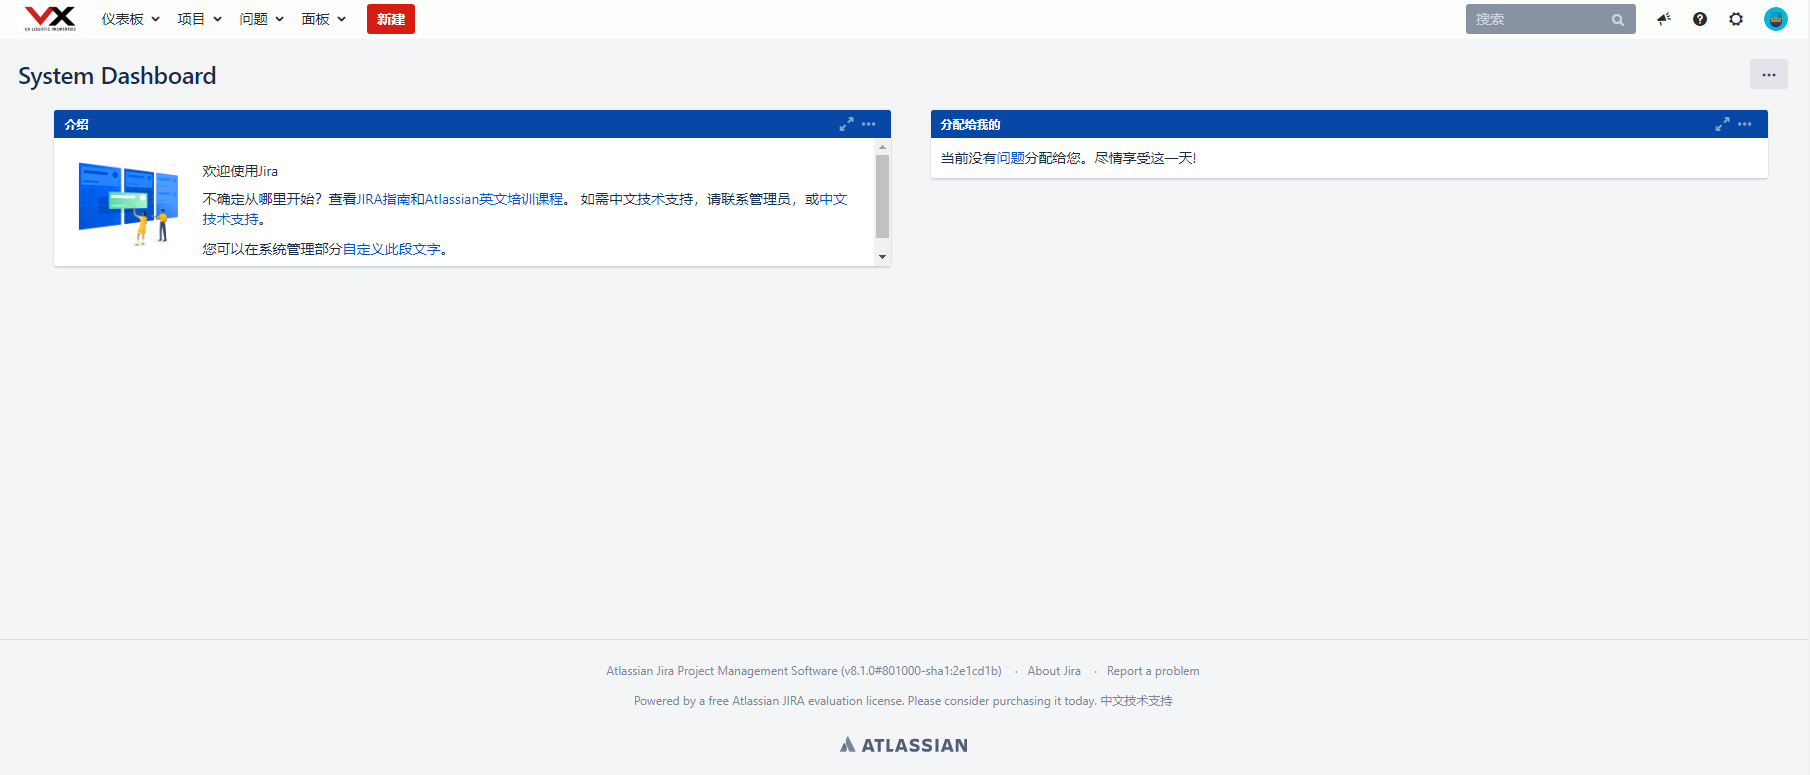 VX
VX LOGISTIC PROPERTIES
仪表板 项目 问题 面板 新建 搜索
System Dashboard
介绍
欢迎使用Jira
不确定从哪里开始？查看JIRA指南和Atlassian英文培训课程。 如需中文技术支持，请联系管理员，或中文
技术支持。
您可以在系统管理部分自定义此段文字。
分配给我的
当前没有问题分配给您。尽情享受这一天!
Atlassian Jira Project Management Software (v8.1.0#801000-sha1:2e1cd1b) · About Jira · Report a problem
Powered by a free Atlassian JIRA evaluation license. Please consider purchasing it today. 中文技术支持
ATLASSIAN